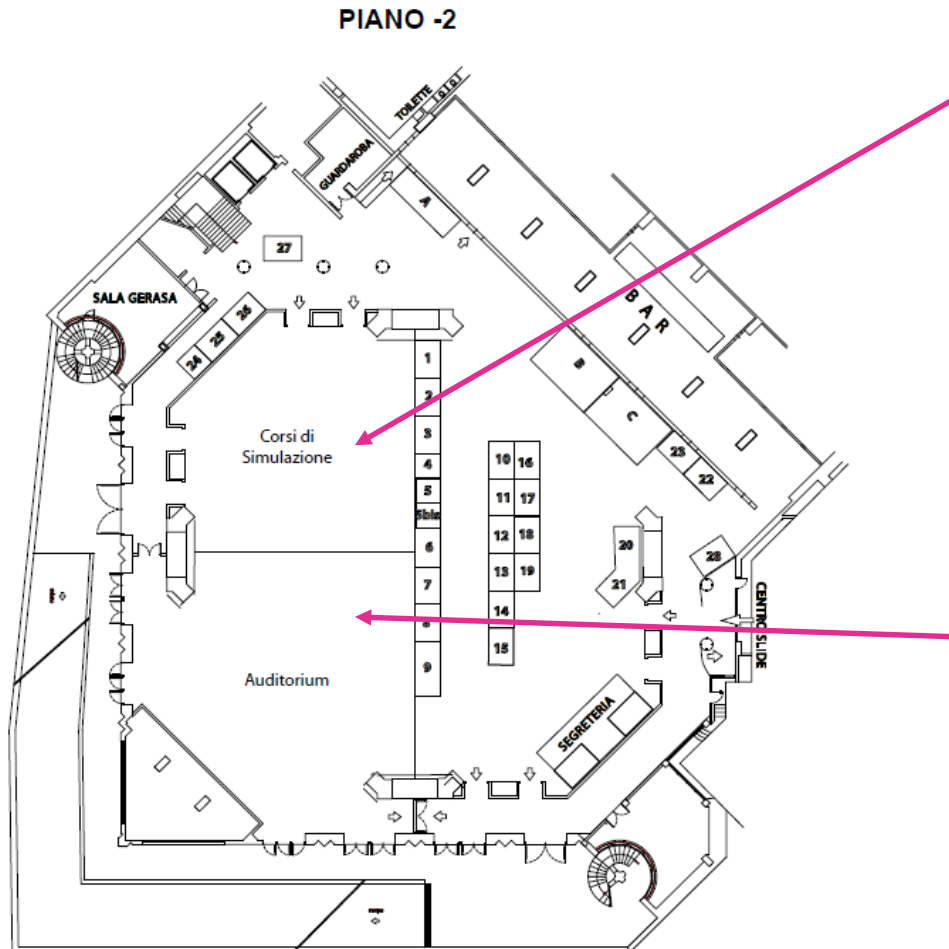 PIANO -2
TOILETTE
GUARDAROBA
A
27
SALA GERASA
BAR
26
25
24
1
2
3
4
5
5bis
6
7
8
9
Corsi di
Simulazione
B
C
23
22
10 16
11 17
12 18
13 19
14
15
20
21
28
CENTRO SLIDE
Auditorium
SEGRETERIA